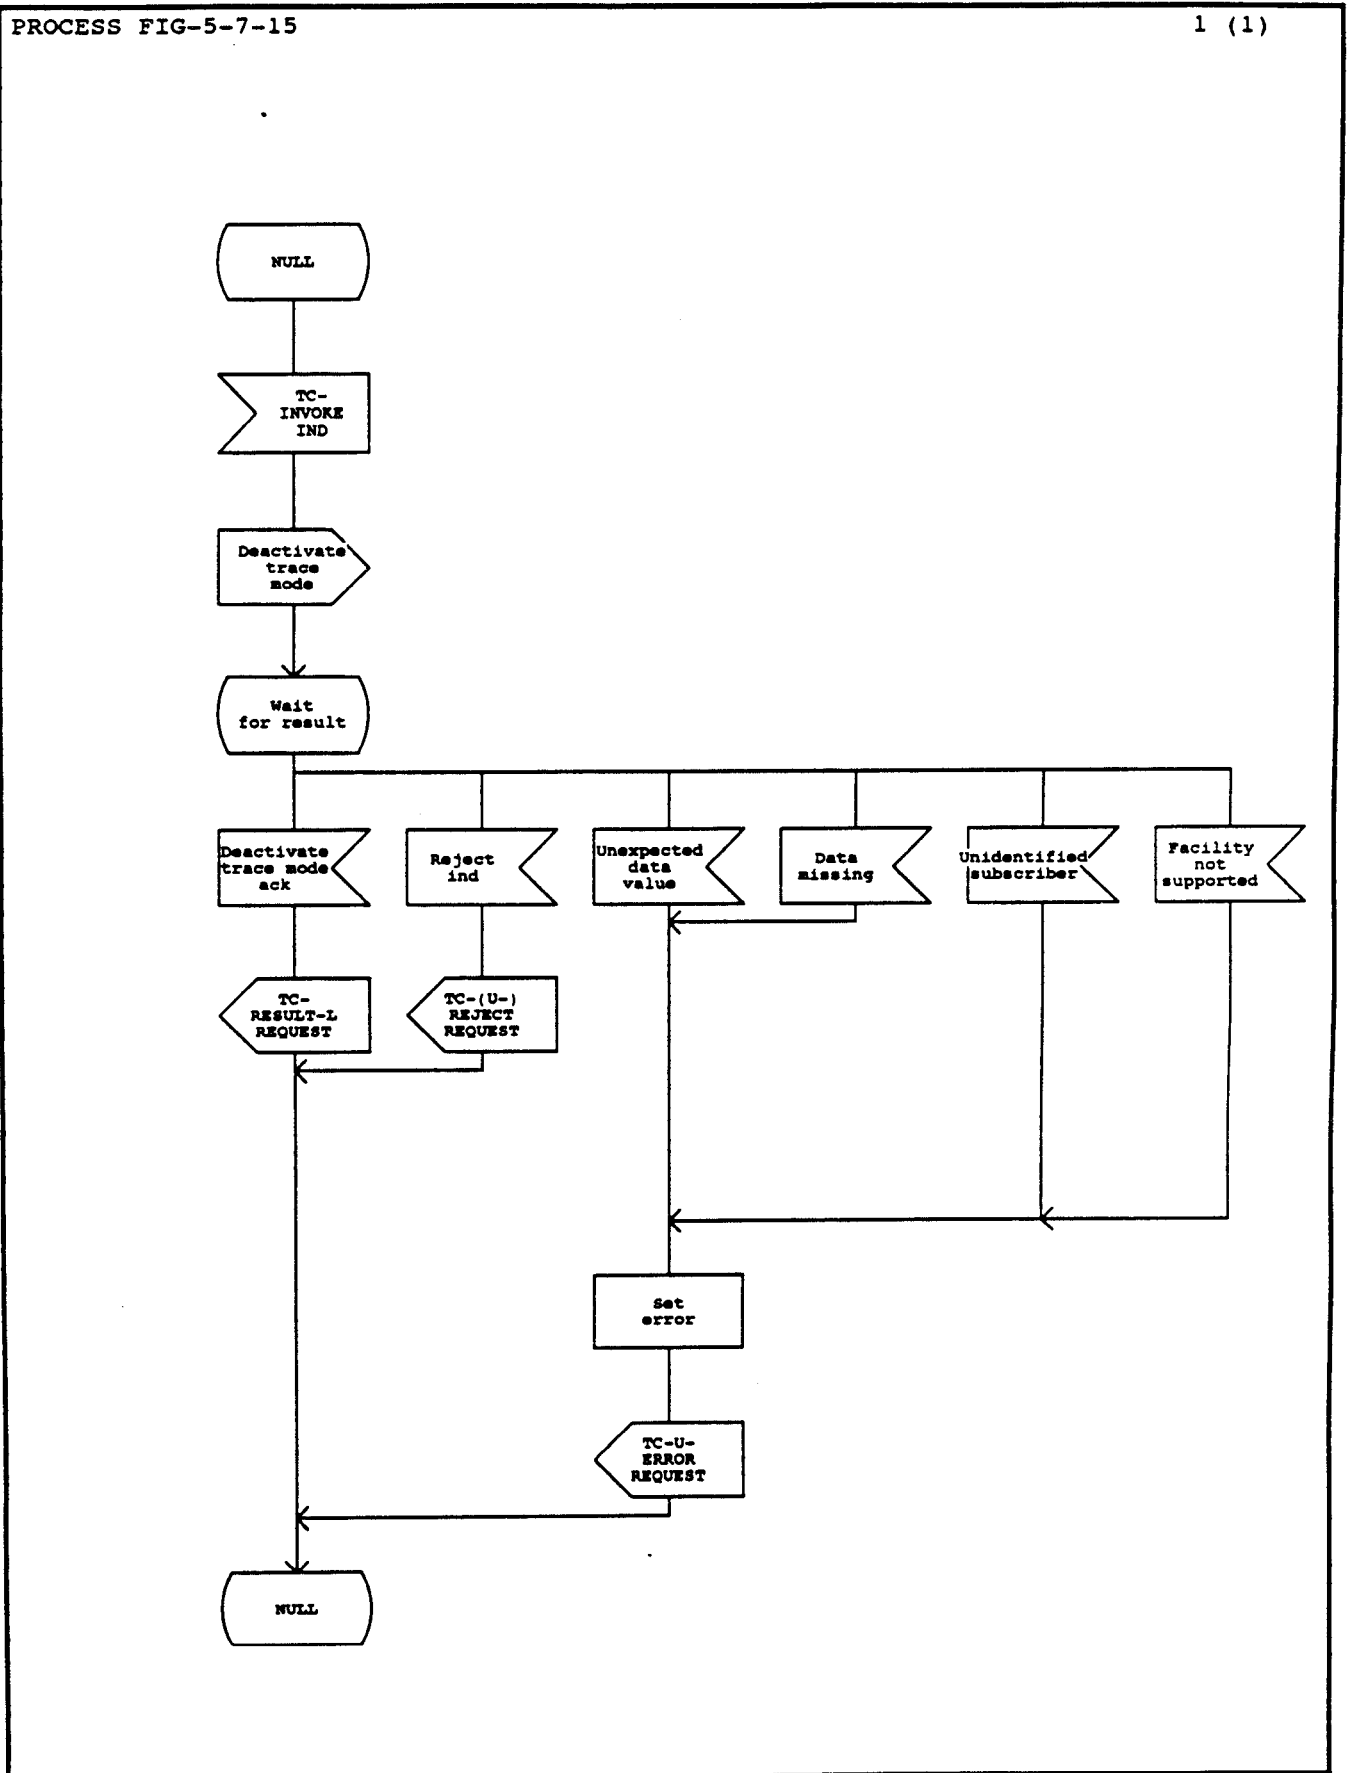 PROCESS FIG-5-7-15 1 (1)
NULL
TC-
INVOKE
IND
Deactivate
trace
mode
Wait
for result
Deactivate
trace mode
ack
Reject
ind
Unexpected
data
value
Data
missing
Unidentified
subscriber
Facility
not
supported
TC-
RESULT-L
REQUEST
TC-(U-)
REJECT
REQUEST
Set
error
TC-U-
ERROR
REQUEST
NULL